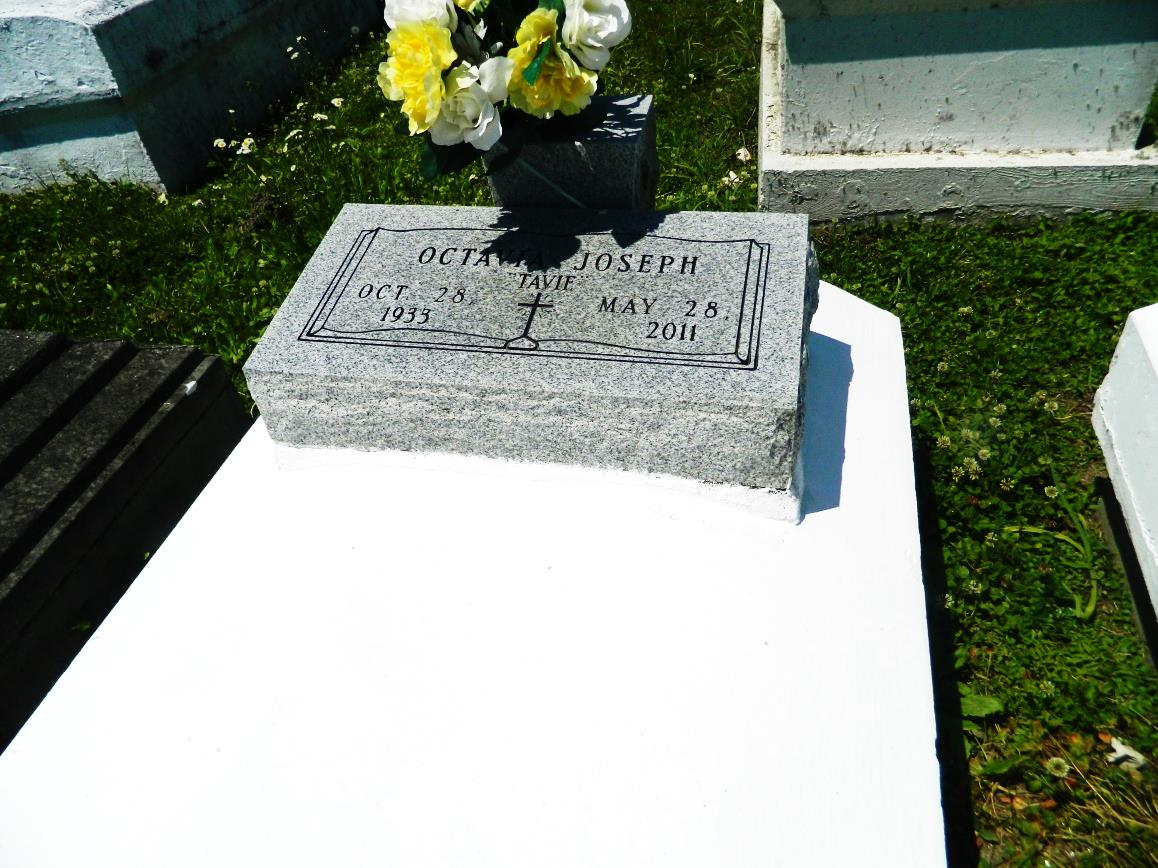 OCTAVIA JOSEPH
"TAVIE"
OCT. 28, MAY 28,
1933 2011